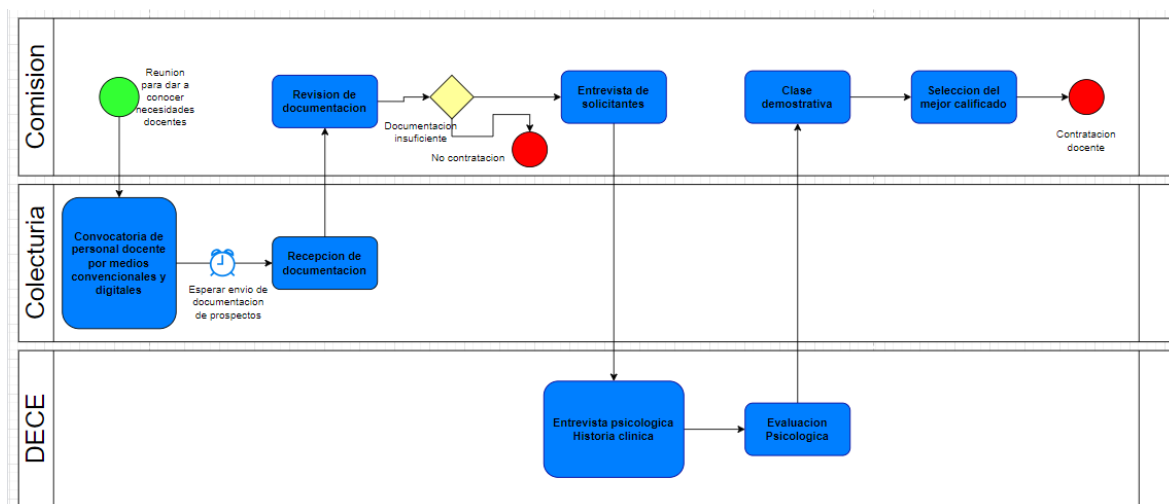 Comision
Reunion
para dar a
conocer
necesidades
docentes
Revision de
documentacion
Documentacion
insuficiente
No contratacion
Entrevista de
solicitantes
Clase
demostrativa
Seleccion del
mejor calificado
Contratacion
docente
Colecturia
Convocatoria de
personal docente
por medios
convencionales y
digitales
Esperar envio de
documentacion
de prospectos
Recepcion de
documentacion
DECE
Entrevista psicologica
Historia clinica
Evaluacion
Psicologica